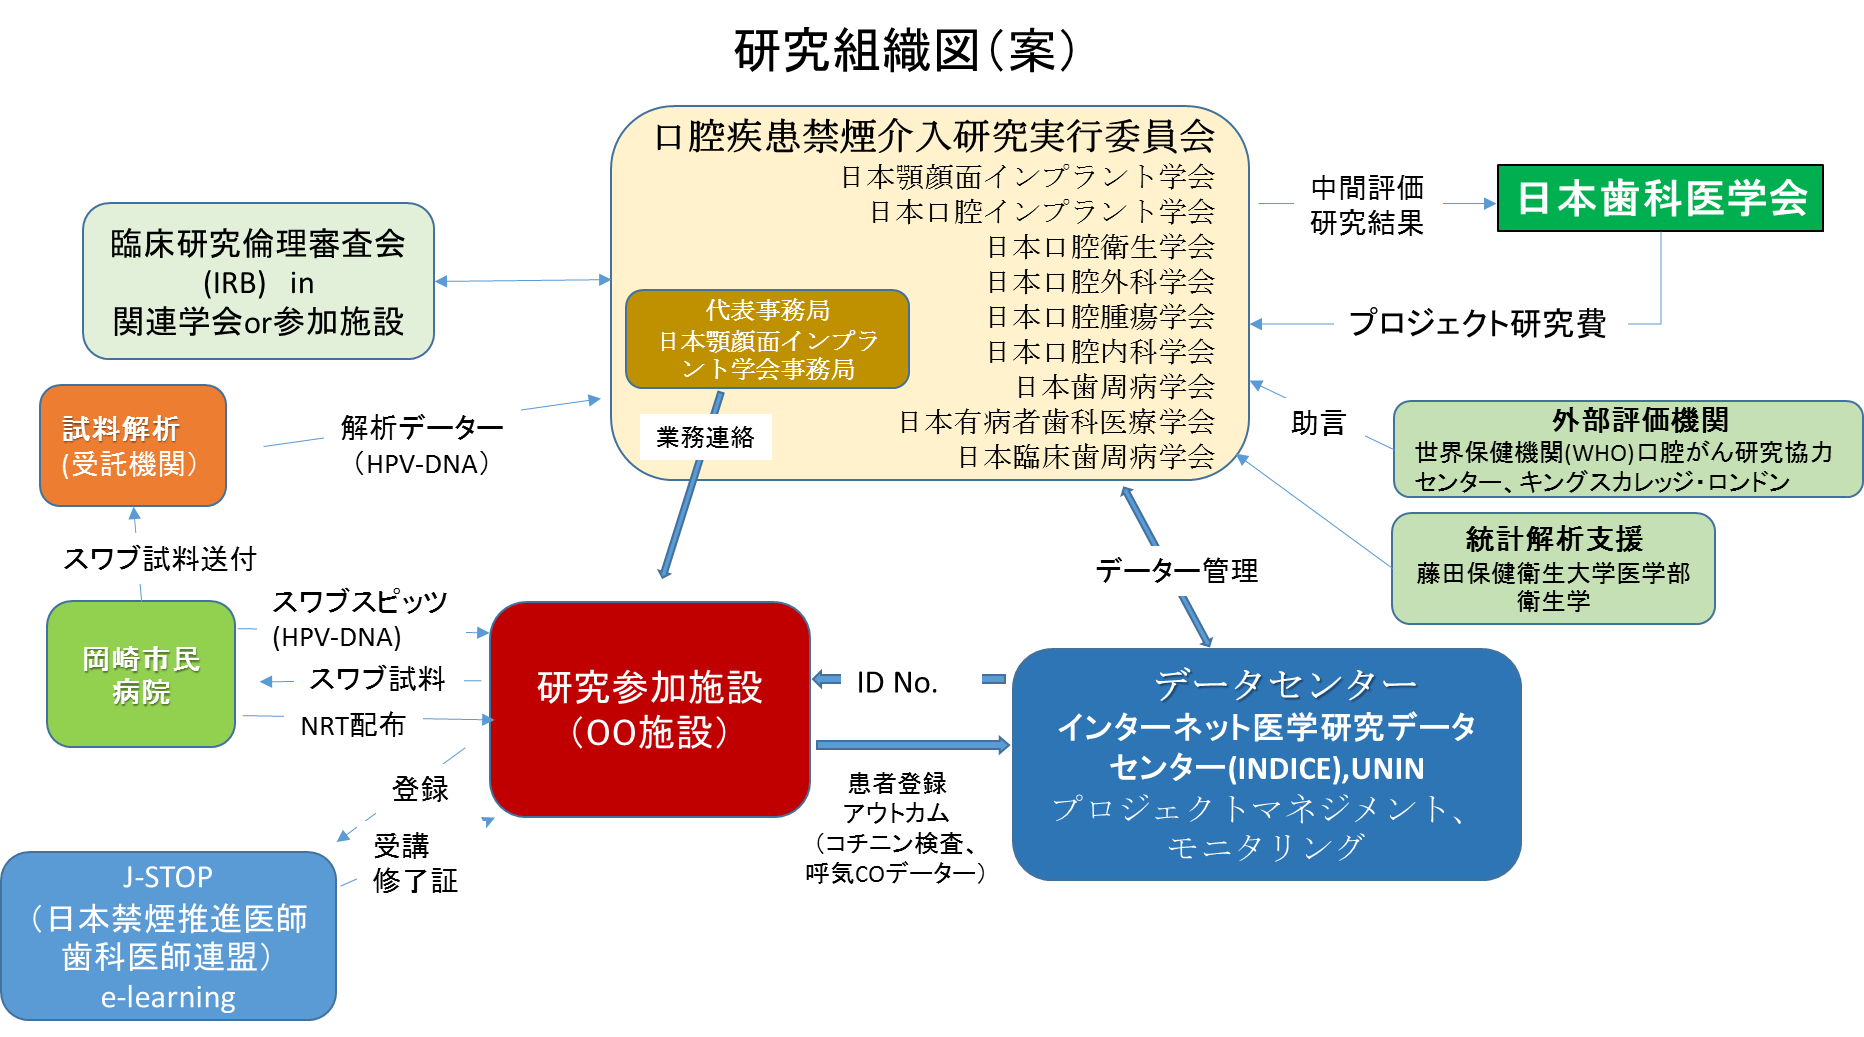 研究組織図（案）
口腔疾患禁煙介入研究実行委員会
日本顎顔面インプラント学会
日本口腔インプラント学会
日本口腔衛生学会
日本口腔外科学会
日本口腔腫瘍学会
日本口腔内科学会
日本歯周病学会
日本有病者歯科医療学会
日本臨床歯周病学会
代表事務局
日本顎顔面インプラ
ント学会事務局
業務連絡
中間評価
研究結果
日本歯科医学会
プロジェクト研究費
臨床研究倫理審査会
(IRB) in
関連学会or参加施設
試料解析
(受託機関）
解析データー
（HPV-DNA）
助言
外部評価機関
世界保健機関(WHO)口腔がん研究協力
センター、キングスカレッジ・ロンドン
統計解析支援
藤田保健衛生大学医学部
衛生学
スワブ試料送付
データー管理
岡崎市民
病院
スワブスピッツ
(HPV-DNA)
スワブ試料
NRT配布
研究参加施設
（OO施設）
ID No.
データセンター
インターネット医学研究データ
センター(INDICE),UNIN
プロジェクトマネジメント、
モニタリング
患者登録
アウトカム
（コチニン検査、
呼気COデーター）
登録
受講
修了証
J-STOP
（日本禁煙推進医師
歯科医師連盟）
e-learning